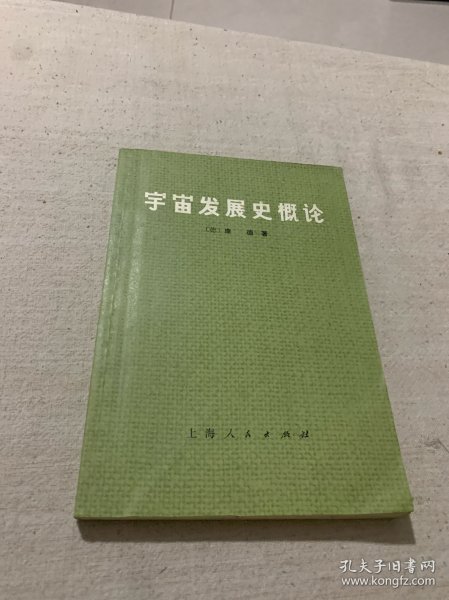 宇宙发展史概论
〔德〕康 德 著
上海人民出版社
孔夫子旧书网
www.kongfz.com